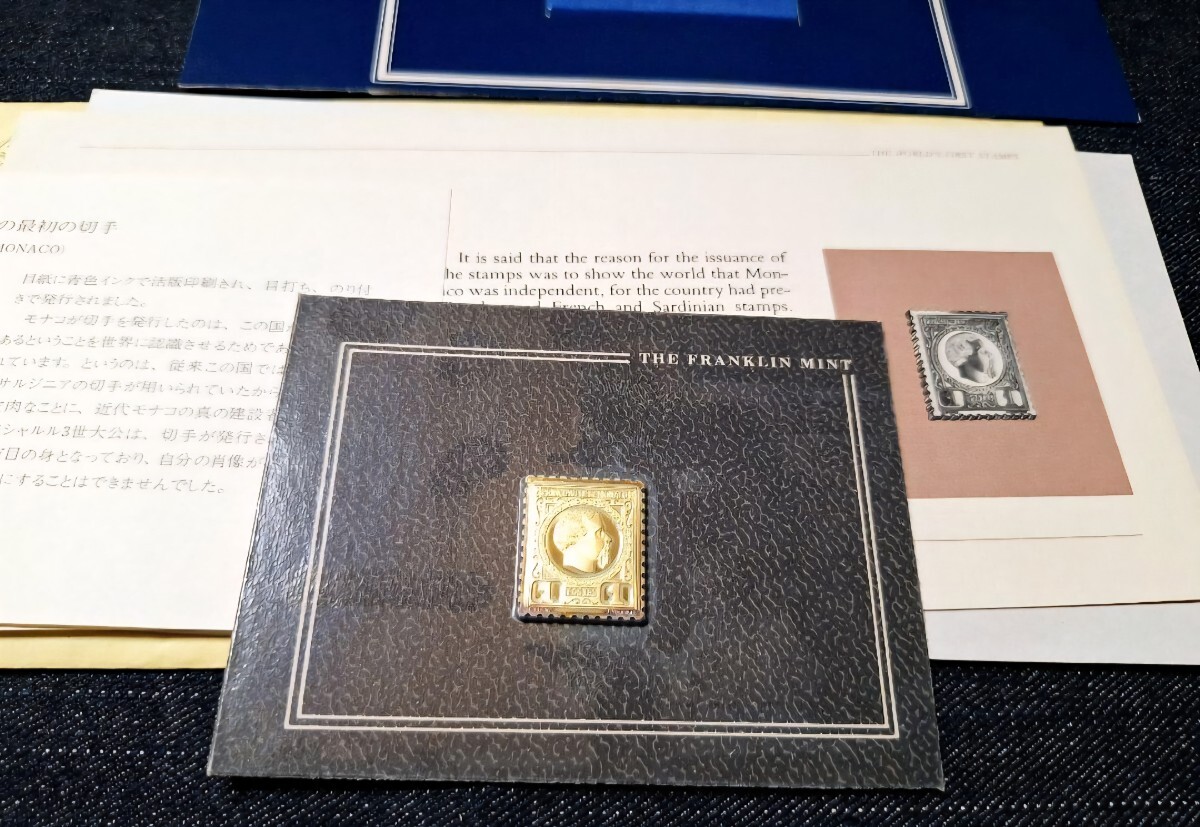 THE WORLD'S FIRST STAMPS
の最初の切手
MONACO)
目紙に青色インクで活版印刷され、目打ち、のり付
きで発行されました。
モナコが切手を発行したのは、この国
あるということを世界に認識させるためで
れています。というのは、従来この国では
サルジニアの切手が用いられていたから
肉なことに、近代モナコの真の建設
シャルル3世大公は、切手が発行さ
目の身となっており、自分の肖像が
にすることはできませんでした。
It is said that the reason for the issuance of
he stamps was to show the world that Mon-
co was independent, for the country had pre-
French and Sardinian stamps.
THE FRANKLIN MINT